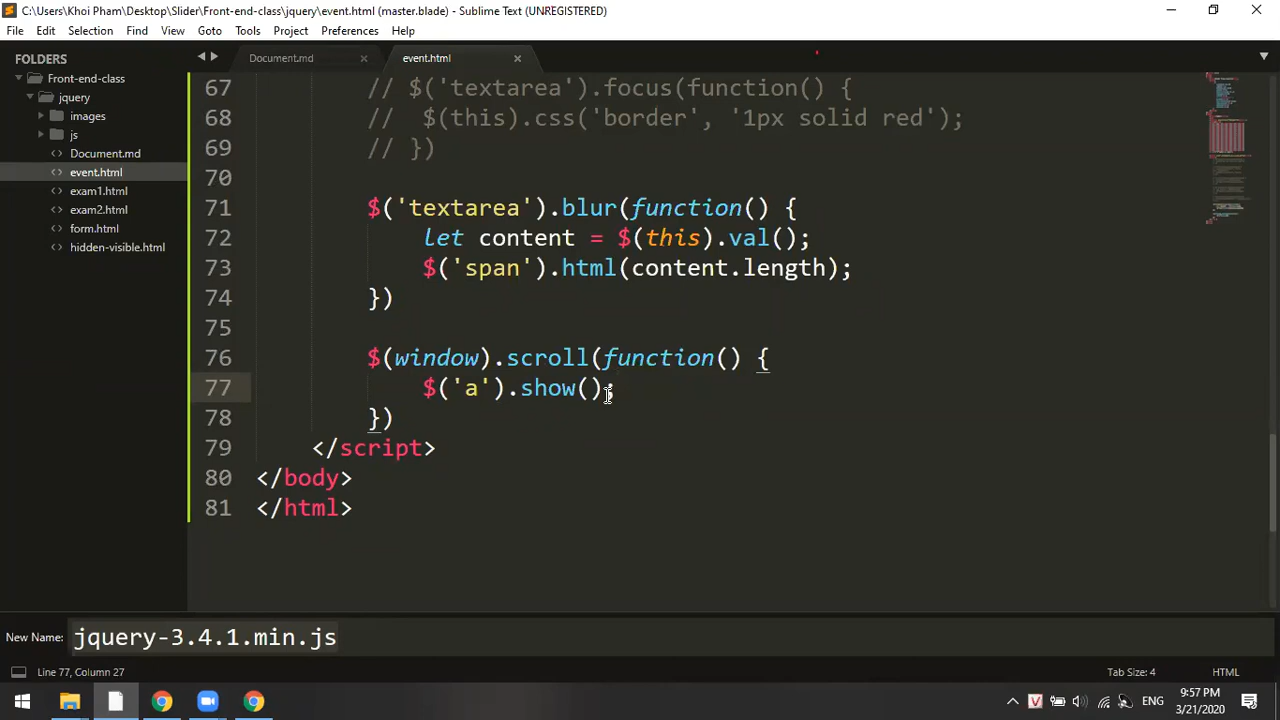 C:\Users\Khoi Pham\Desktop\Slider\Front-end-class\jquery\event.html (master.blade) - Sublime Text (UNREGISTERED)
File Edit Selection Find View Goto Tools Project Preferences Help
FOLDERS
Front-end-class
jquery
images
js
Document.md
event.html
exam1.html
exam2.html
form.html
hidden-visible.html
Document.md
event.html
67 // $('textarea').focus(function() {
68 // $(this).css('border', '1px solid red');
69 // })
70
71 $('textarea').blur(function() {
72 let content = $(this).val();
73 $('span').html(content.length);
74 })
75
76 $(window).scroll(function() {
77 $('a').show();
78 })
79 </script>
80 </body>
81 </html>
New Name: jquery-3.4.1.min.js
Line 77, Column 27
Tab Size: 4
HTML
V
ENG
9:57 PM
3/21/2020